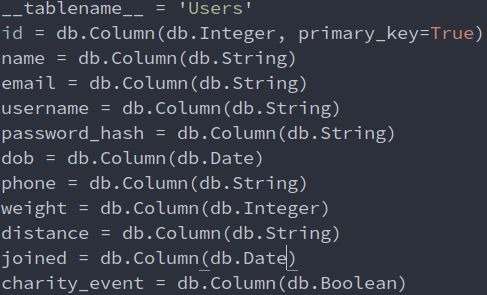 __tablename__ = 'Users'
id = db.Column(db.Integer, primary_key=True)
name = db.Column(db.String)
email = db.Column(db.String)
username = db.Column(db.String)
password_hash = db.Column(db.String)
dob = db.Column(db.Date)
phone = db.Column(db.String)
weight = db.Column(db.Integer)
distance = db.Column(db.String)
joined = db.Column(db.Date)
charity_event = db.Column(db.Boolean)